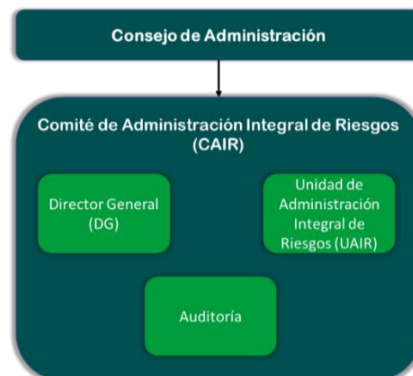 Consejo de Administración
Comité de Administración Integral de Riesgos
(CAIR)
Director General
(DG)
Unidad de
Administración
Integral de
Riesgos (UAIR)
Auditoría